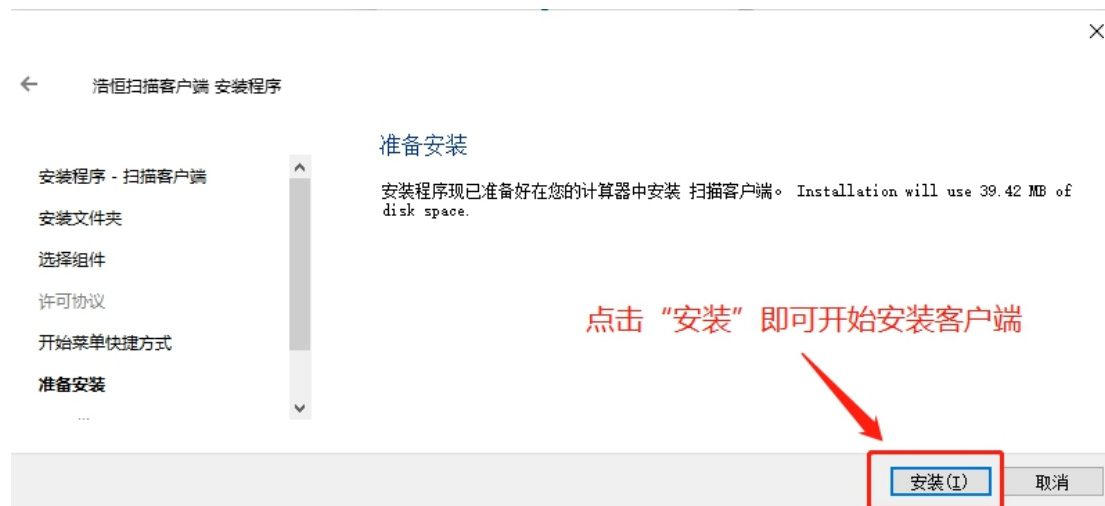 浩恒扫描客户端 安装程序
准备安装
安装程序 - 扫描客户端
安装程序现已准备好在您的计算器中安装 扫描客户端。 Installation will use 39.42 MB of
disk space.
安装文件夹
选择组件
许可协议
点击“安装”即可开始安装客户端
开始菜单快捷方式
准备安装
...
安装(I)
取消